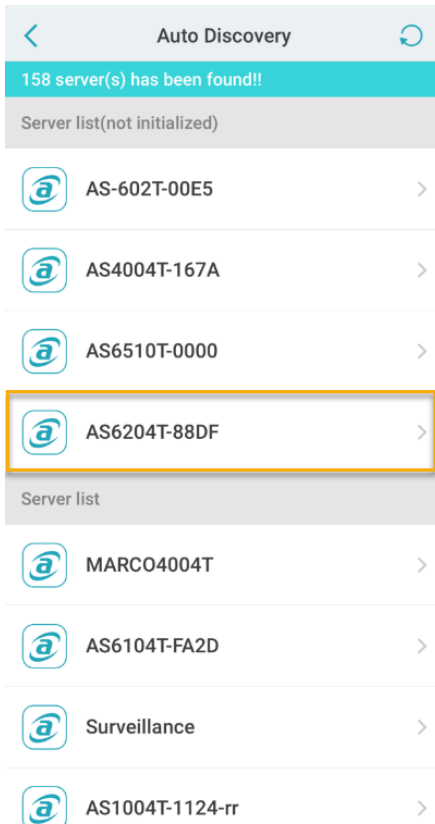 Auto Discovery
158 server(s) has been found!!
Server list(not initialized)
AS-602T-00E5
AS4004T-167A
AS6510T-0000
AS6204T-88DF
Server list
MARCO4004T
AS6104T-FA2D
Surveillance
AS1004T-1124-rr